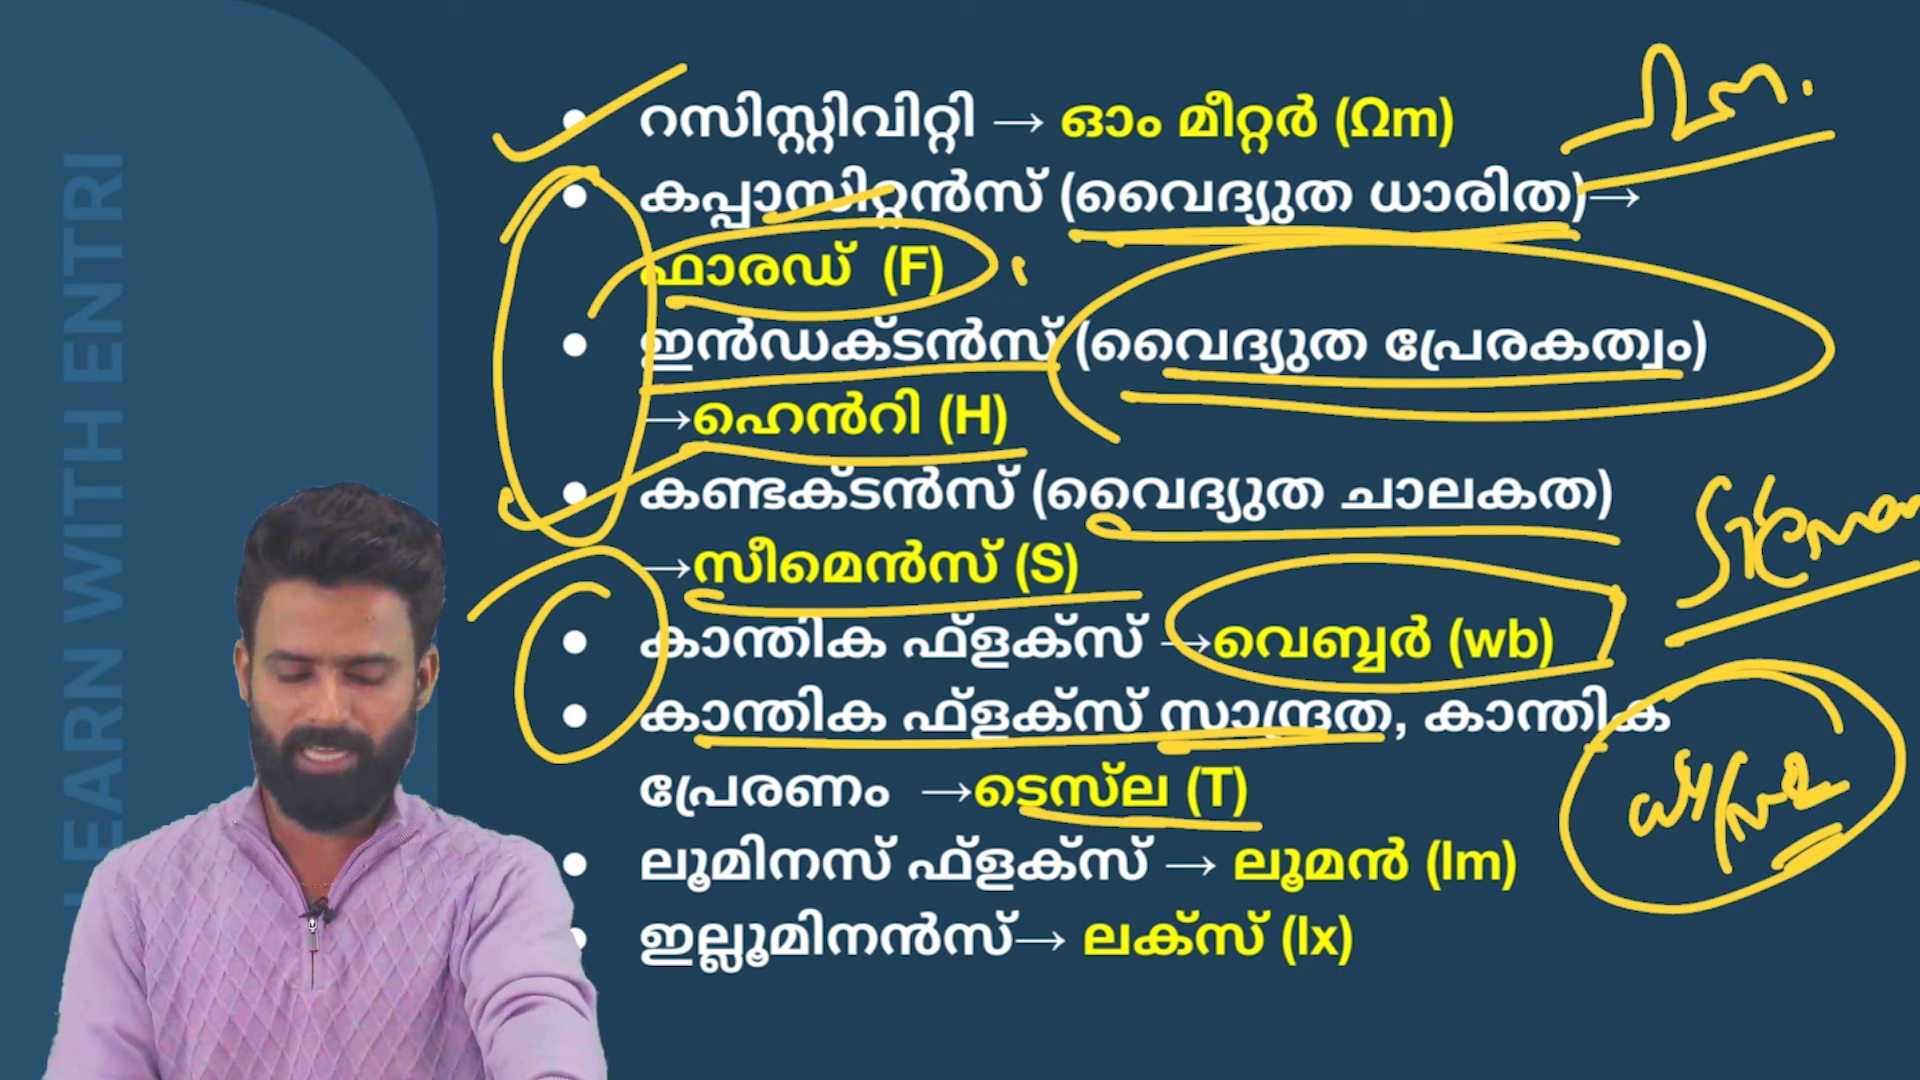 LEARN WITH ENTRI
റസിസ്റ്റിവിറ്റി → ഓം മീറ്റർ (Ωm)
Ωm.
കപ്പാസിറ്റൻസ് (വൈദ്യുത ധാരിത)→
ഫാരഡ് (F)
ഇൻഡക്ടൻസ് (വൈദ്യുത പ്രേരകത്വം)
→ഹെൻറി (H)
കണ്ടക്ടൻസ് (വൈദ്യുത ചാലകത)
→സീമെൻസ് (S)
കാന്തിക ഫ്ളക്സ് →വെബ്ബർ (wb)
കാന്തിക ഫ്ളക്സ് സാന്ദ്രത, കാന്തിക
പ്രേരണം →ടെസ്‌ല (T)
ലൂമിനസ് ഫ്ളക്സ് → ലൂമൻ (lm)
ഇല്ലൂമിനൻസ്→ ലക്സ് (lx)